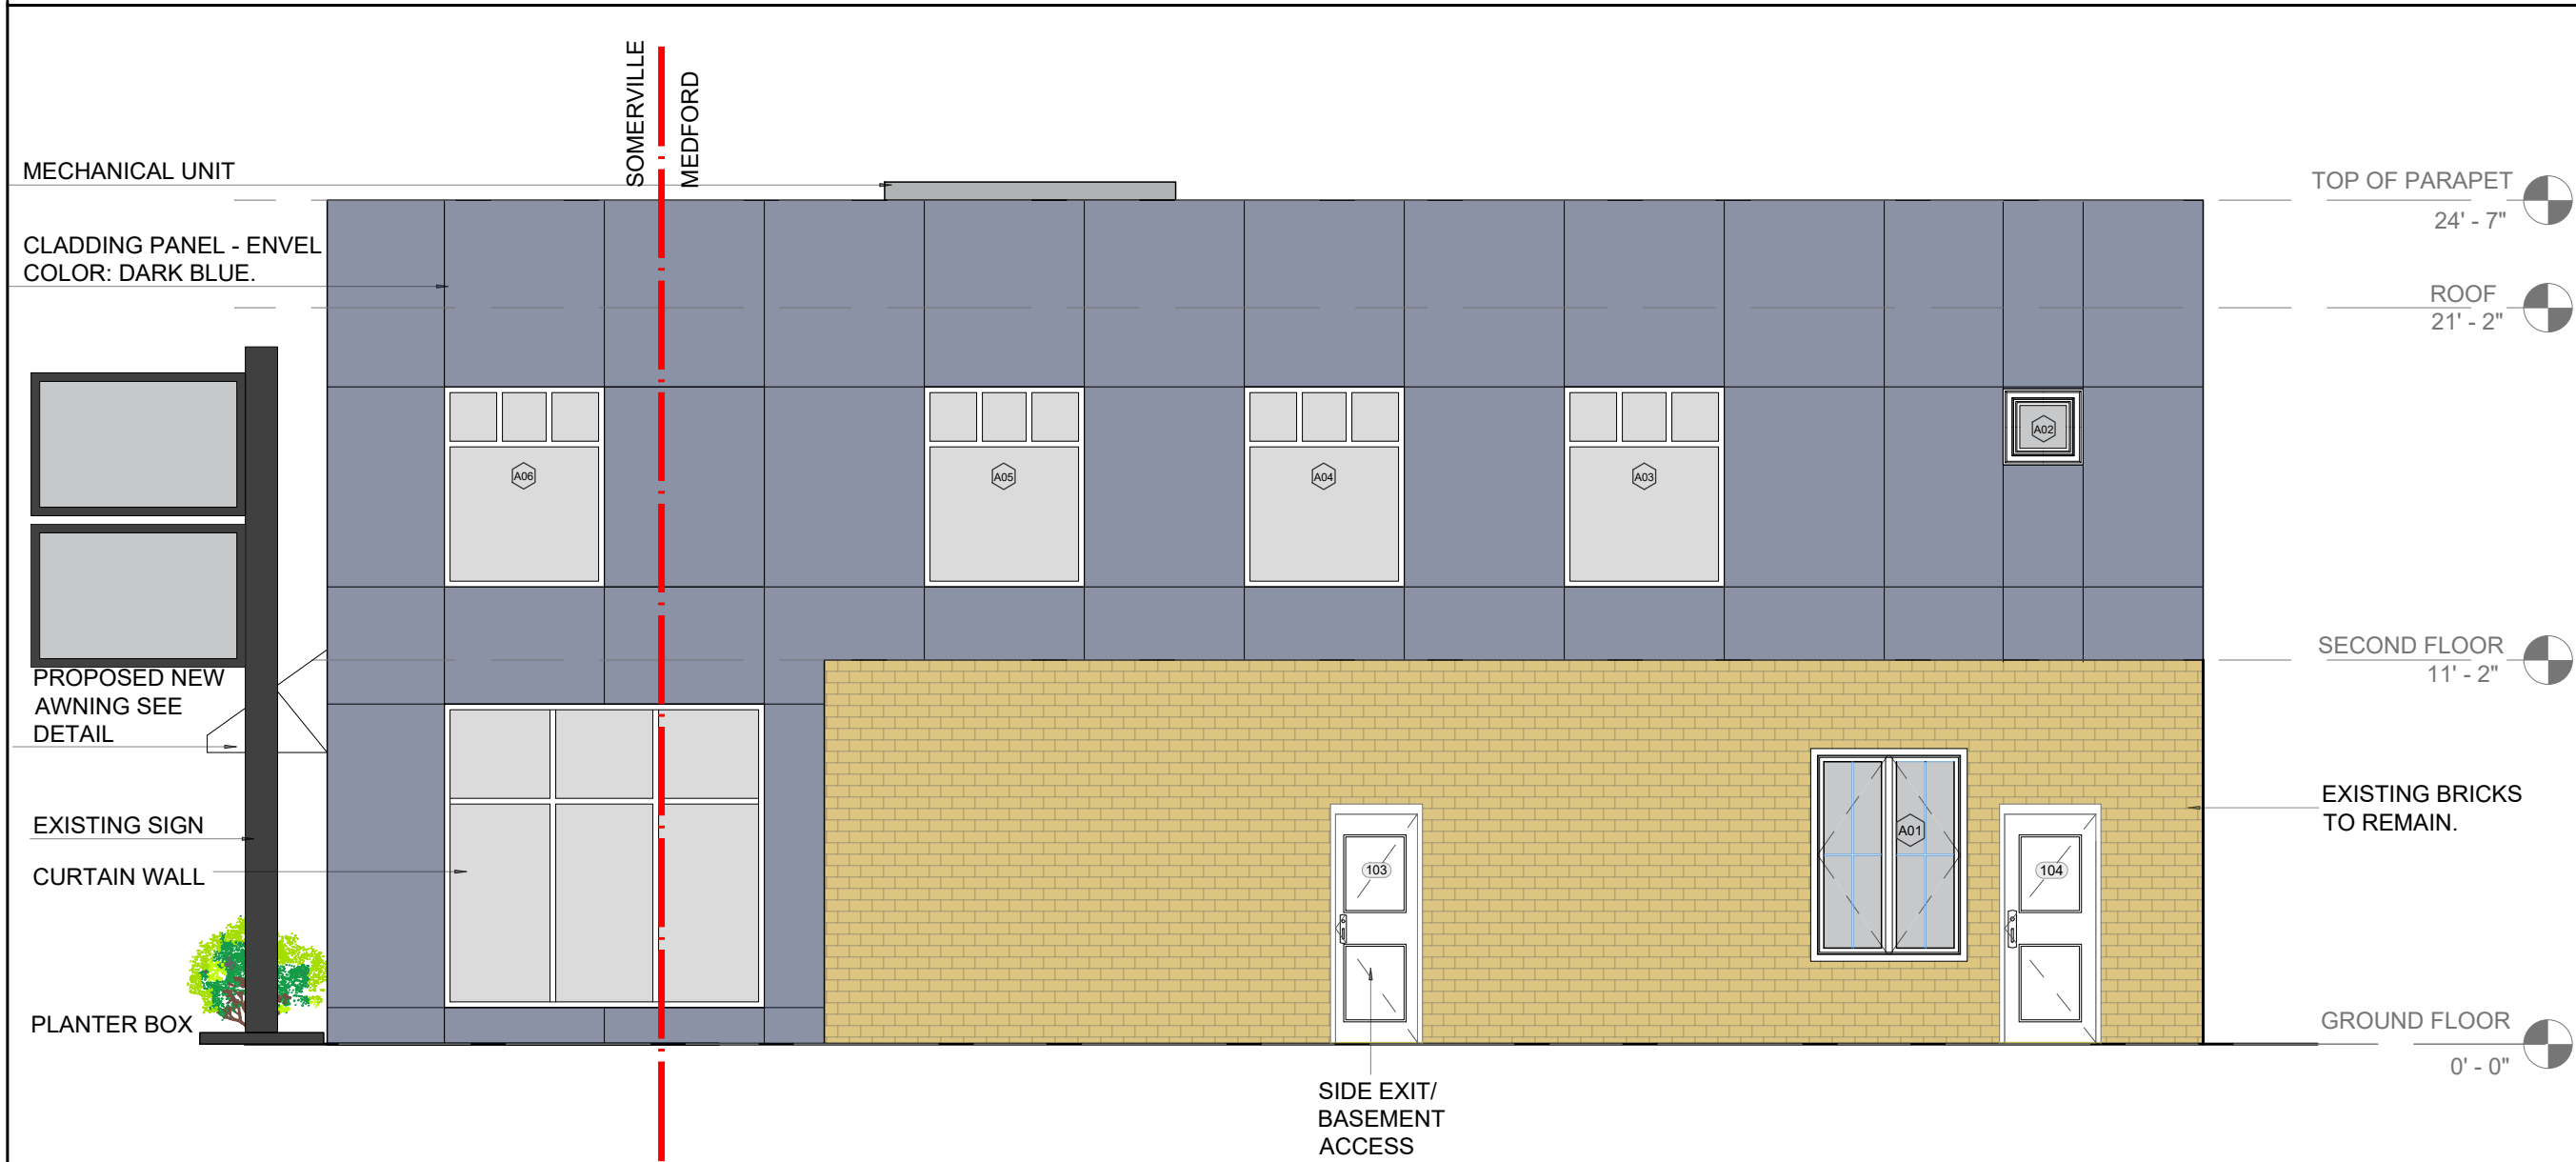 SOMERVILLE
MEDFORD
MECHANICAL UNIT
CLADDING PANEL - ENVEL
COLOR: DARK BLUE.
TOP OF PARAPET
24' - 7"
ROOF
21' - 2"
A06
A05
A04
A03
A02
SECOND FLOOR
11' - 2"
PROPOSED NEW
AWNING SEE
DETAIL
EXISTING SIGN
CURTAIN WALL
PLANTER BOX
103
A01
104
EXISTING BRICKS
TO REMAIN.
GROUND FLOOR
0' - 0"
SIDE EXIT/
BASEMENT
ACCESS